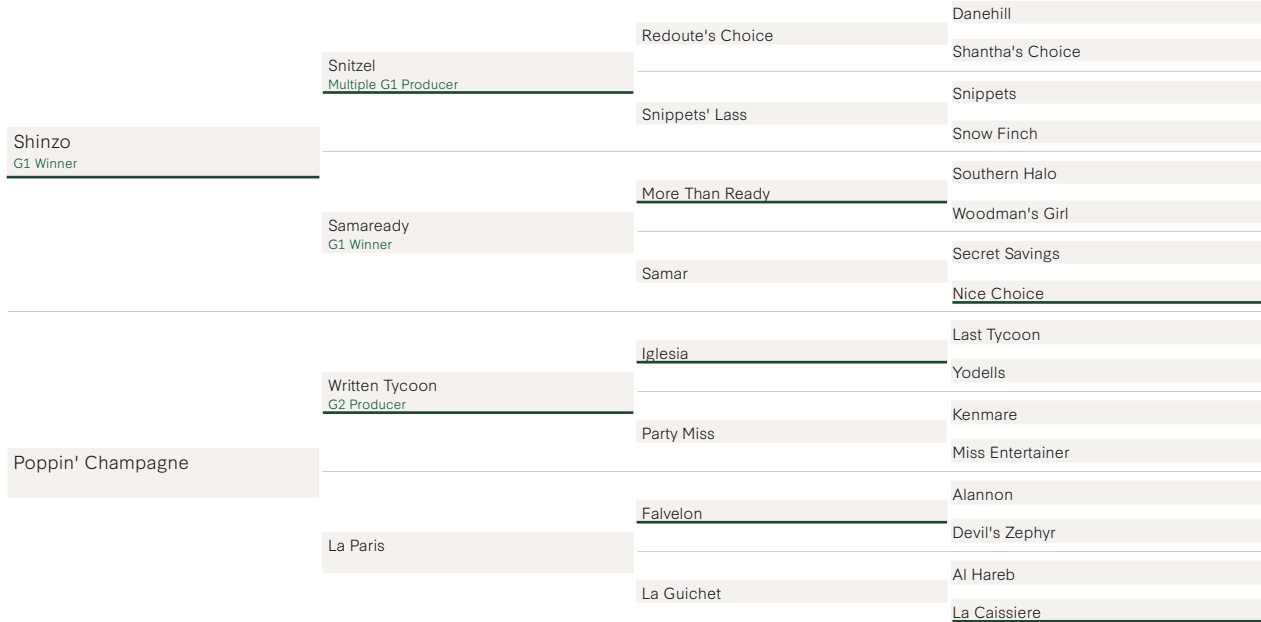 Shinzo
G1 Winner
Poppin' Champagne
Snitzel
Multiple G1 Producer
Samaready
G1 Winner
Written Tycoon
G2 Producer
La Paris
Redoute's Choice
Snippets' Lass
More Than Ready
Samar
Iglesia
Party Miss
Falvelon
La Guichet
Danehill
Shantha's Choice
Snippets
Snow Finch
Southern Halo
Woodman's Girl
Secret Savings
Nice Choice
Last Tycoon
Yodells
Kenmare
Miss Entertainer
Alannon
Devil's Zephyr
Al Hareb
La Caissiere